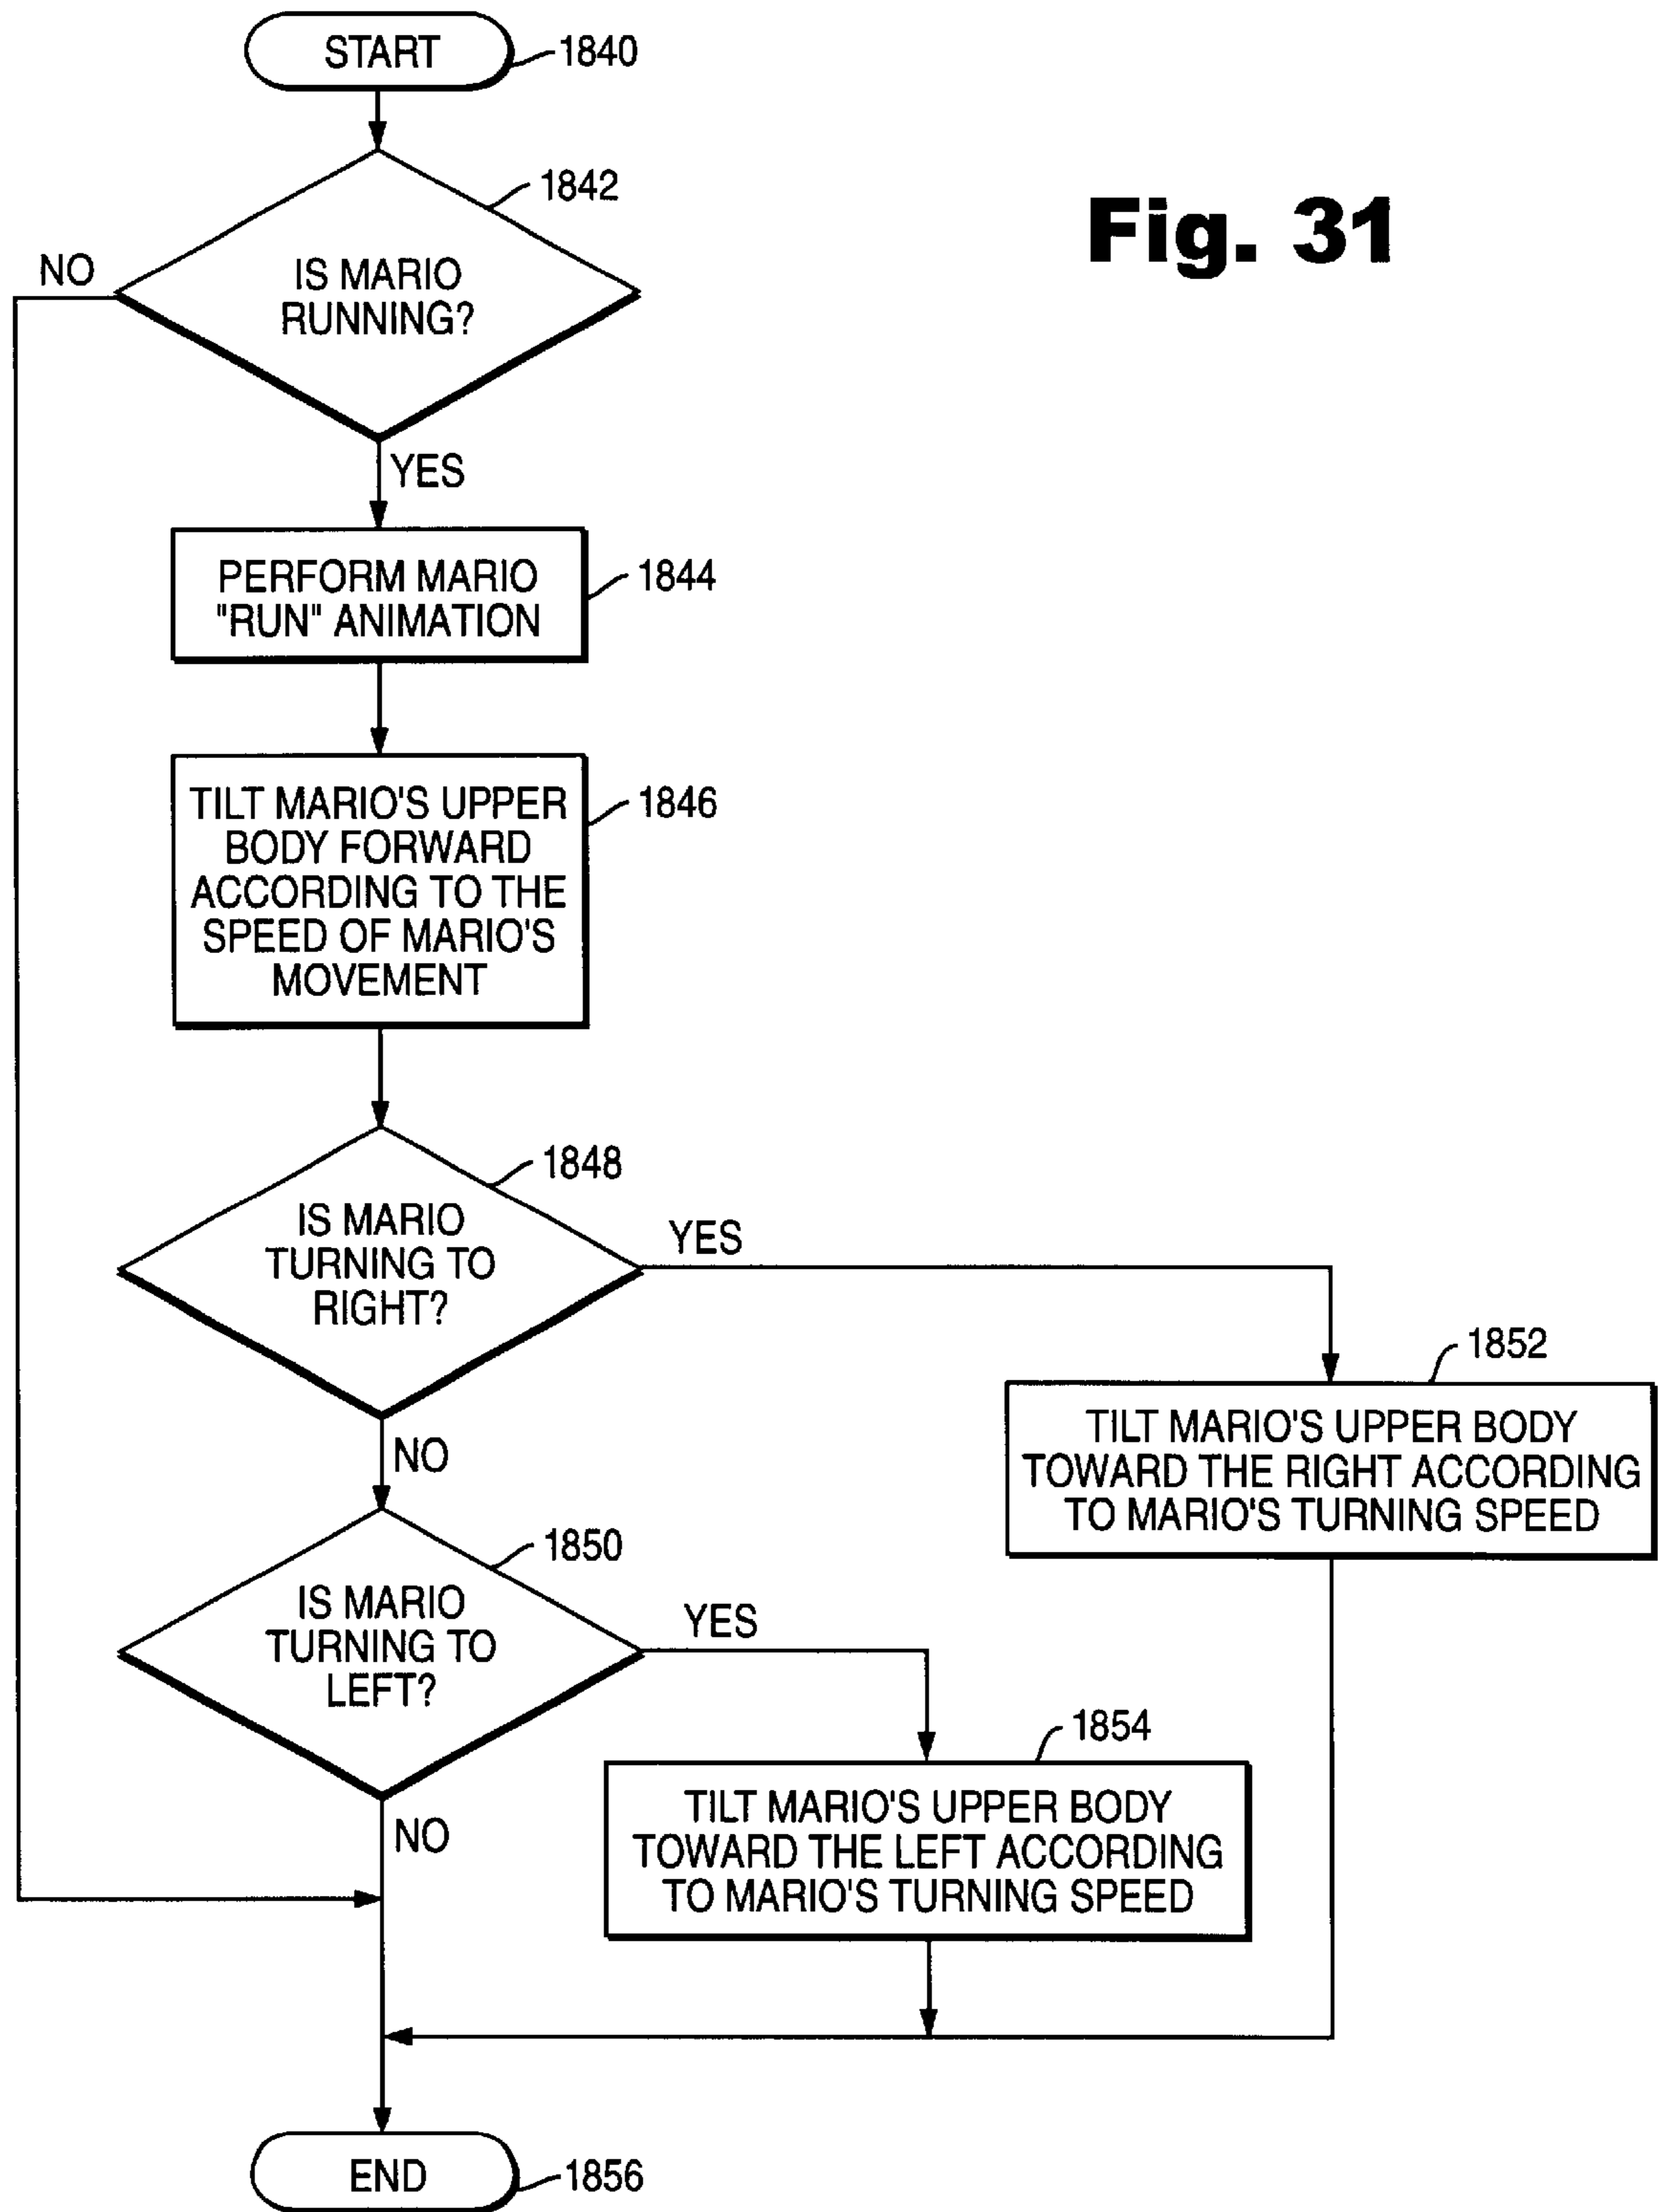 START
1840
Fig. 31
1842
NO
IS MARIO
RUNNING?
YES
PERFORM MARIO
"RUN" ANIMATION
1844
TILT MARIO'S UPPER
BODY FORWARD
ACCORDING TO THE
SPEED OF MARIO'S
MOVEMENT
1846
1848
IS MARIO
TURNING TO
RIGHT?
YES
1852
TILT MARIO'S UPPER BODY
TOWARD THE RIGHT ACCORDING
TO MARIO'S TURNING SPEED
NO
1850
IS MARIO
TURNING TO
LEFT?
YES
1854
TILT MARIO'S UPPER BODY
TOWARD THE LEFT ACCORDING
TO MARIO'S TURNING SPEED
NO
END
1856